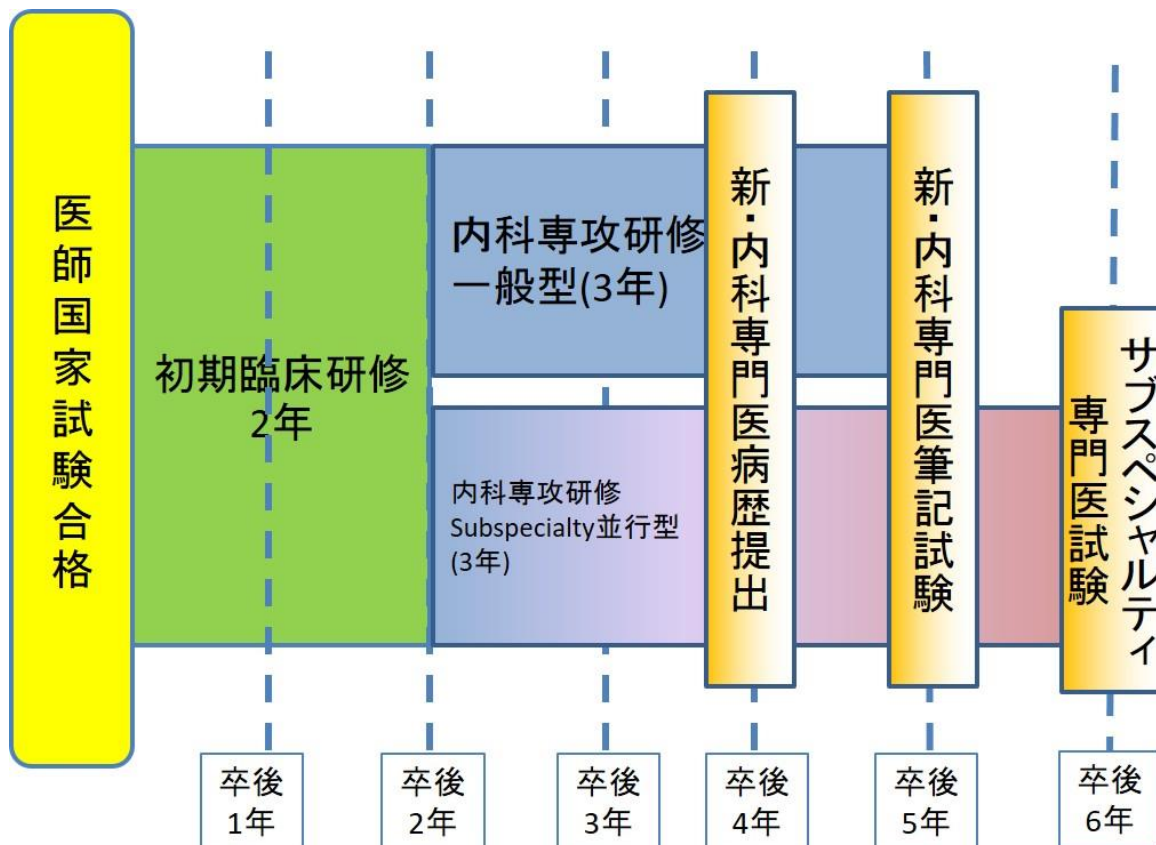 医師国家試験合格
初期臨床研修
2年
内科専攻研修
一般型(3年)
内科専攻研修
Subspecialty並行型
(3年)
新・内科専門医病歴提出
新・内科専門医筆記試験
サブスペシャルティ
専門医試験
卒後
1年
卒後
2年
卒後
3年
卒後
4年
卒後
5年
卒後
6年